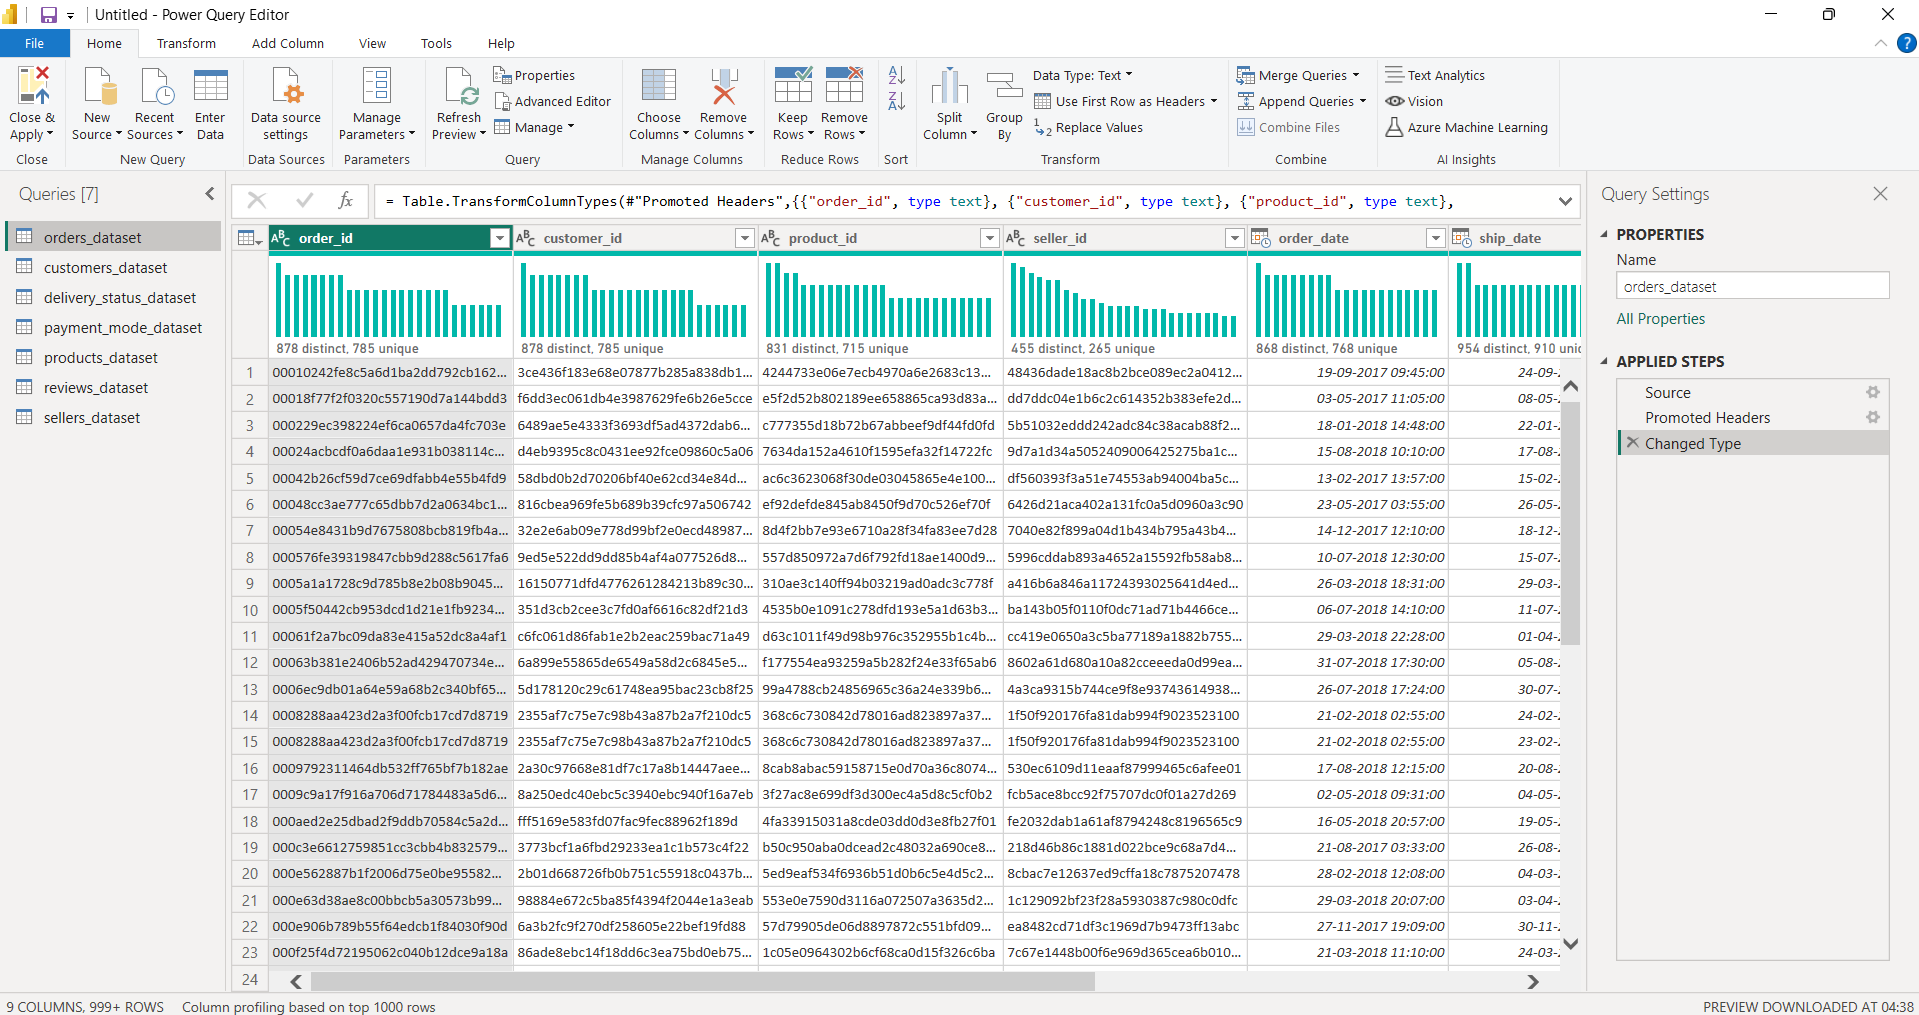 Untitled - Power Query Editor
File Home Transform Add Column View Tools Help
Close & Apply
Close
New Source
Recent Sources
Enter Data
New Query
Data source settings
Data Sources
Manage Parameters
Parameters
Refresh Preview
Properties
Advanced Editor
Manage
Query
Choose Columns
Remove Columns
Manage Columns
Keep Rows
Remove Rows
Reduce Rows
Sort
Split Column
Group By
Data Type: Text
Use First Row as Headers
Replace Values
Transform
Merge Queries
Append Queries
Combine Files
Combine
Text Analytics
Vision
Azure Machine Learning
AI Insights
Queries [7]
orders_dataset
customers_dataset
delivery_status_dataset
payment_mode_dataset
products_dataset
reviews_dataset
sellers_dataset
fx = Table.TransformColumnTypes(#"Promoted Headers",{{"order_id", type text}, {"customer_id", type text}, {"product_id", type text},
order_id customer_id product_id seller_id order_date ship_date
878 distinct, 785 unique 878 distinct, 785 unique 831 distinct, 715 unique 455 distinct, 265 unique 868 distinct, 768 unique 954 distinct, 910 unic
1 00010242fe8c5a6d1ba2dd792cb162... 3ce436f183e68e07877b285a838db1... 4244733e06e7ecb4970a6e2683c13... 48436dade18ac8b2bce089ec2a0412... 19-09-2017 09:45:00 24-09-
2 00018f77f2f0320c557190d7a144bdd3 f6dd3ec061db4e3987629fe6b26e5cce e5f2d52b802189ee658865ca93d83a... dd7ddc04e1b6c2c614352b383efe2d... 03-05-2017 11:05:00 08-05-
3 000229ec398224ef6ca0657da4fc703e 6489ae5e4333f3693df5ad4372dab6... c777355d18b72b67abbeef9df44fd0fd 5b51032eddd242adc84c38acab88f2... 18-01-2018 14:48:00 22-01-
4 00024acbcdf0a6daa1e931b038114c... d4eb9395c8c0431ee92fce09860c5a06 7634da152a4610f1595efa32f14722fc 9d7a1d34a5052409006425275ba1c... 15-08-2018 10:10:00 17-08-
5 00042b26cf59d7ce69dfabb4e55b4fd9 58dbd0b2d70206bf40e62cd34e84d... ac6c3623068f30de03045865e4e100... df560393f3a51e74553ab94004ba5c... 13-02-2017 13:57:00 15-02-
6 00048cc3ae777c65dbb7d2a0634bc1... 816cbea969fe5b689b39cfc97a506742 ef92defde845ab8450f9d70c526ef70f 6426d21aca402a131fc0a5d0960a3c90 23-05-2017 03:55:00 26-05-
7 00054e8431b9d7675808bcb819fb4a... 32e2e6ab09e778d99bf2e0ecd48987... 8d4f2bb7e93e6710a28f34fa83ee7d28 7040e82f899a04d1b434b795a43b4... 14-12-2017 12:10:00 18-12-
8 000576fe39319847cbb9d288c5617fa6 9ed5e522dd9dd85b4af4a077526d8... 557d850972a7d6f792fd18ae1400d9... 5996cddab893a4652a15592fb58ab8... 10-07-2018 12:30:00 15-07-
9 0005a1a1728c9d785b8e2b08b9045... 16150771dfd4776261284213b89c30... 310ae3c140ff94b03219ad0adc3c778f a416b6a846a11724393025641d4ed... 26-03-2018 18:31:00 29-03-
10 0005f50442cb953dcd1d21e1fb9234... 351d3cb2cee3c7fd0af6616c82df21d3 4535b0e1091c278dfd193e5a1d63b3... ba143b05f0110f0dc71ad71b4466ce... 06-07-2018 14:10:00 11-07-
11 00061f2a7bc09da83e415a52dc8a4af1 c6fc061d86fab1e2b2eac259bac71a49 d63c1011f49d98b976c352955b1c4b... cc419e0650a3c5ba77189a1882b755... 29-03-2018 22:28:00 01-04-
12 00063b381e2406b52ad429470734e... 6a899e55865de6549a58d2c6845e5... f177554ea93259a5b282f24e33f65ab6 8602a61d680a10a82cceeeda0d99ea... 31-07-2018 17:30:00 05-08-
13 0006ec9db01a64e59a68b2c340bf65... 5d178120c29c61748ea95bac23cb8f25 99a4788cb24856965c36a24e339b6... 4a3ca9315b744ce9f8e93743614938... 26-07-2018 17:24:00 30-07-
14 0008288aa423d2a3f00fcb17cd7d8719 2355af7c75e7c98b43a87b2a7f210dc5 368c6c730842d78016ad823897a37... 1f50f920176fa81dab994f9023523100 21-02-2018 02:55:00 24-02-
15 0008288aa423d2a3f00fcb17cd7d8719 2355af7c75e7c98b43a87b2a7f210dc5 368c6c730842d78016ad823897a37... 1f50f920176fa81dab994f9023523100 21-02-2018 02:55:00 23-02-
16 0009792311464db532ff765bf7b182ae 2a30c97668e81df7c17a8b14447aee... 8cab8abac59158715e0d70a36c8074... 530ec6109d11eaaf87999465c6afee01 17-08-2018 12:15:00 20-08-
17 0009c9a17f916a706d71784483a5d6... 8a250edc40ebc5c3940ebc940f16a7eb 3f27ac8e699df3d300ec4a5d8c5cf0b2 fcb5ace8bcc92f75707dc0f01a27d269 02-05-2018 09:31:00 04-05-
18 000aed2e25dbad2f9ddb70584c5a2d... fff5169e583fd07fac9fec88962f189d 4fa33915031a8cde03dd0d3e8fb27f01 fe2032dab1a61af8794248c8196565c9 16-05-2018 20:57:00 19-05-
19 000c3e6612759851cc3cbb4b832579... 3773bcf1a6fbd29233ea1c1b573c4f22 b50c950aba0dcead2c48032a690ce8... 218d46b86c1881d022bce9c68a7d4... 21-08-2017 03:33:00 26-08-
20 000e562887b1f2006d75e0be95582... 2b01d668726fb0b751c55918c0437b... 5ed9eaf534f6936b51d0b6c5e4d5c2... 8cbac7e12637ed9cffa18c7875207478 28-02-2018 12:08:00 04-03-
21 000e63d38ae8c00bbcb5a30573b99... 98884e672c5ba85f4394f2044e1a3eab 553e0e7590d3116a072507a3635d2... 1c129092bf23f28a5930387c980c0dfc 29-03-2018 20:07:00 03-04-
22 000e906b789b55f64edcb1f84030f90d 6a3b2fc9f270df258605e22bef19fd88 57d79905de06d8897872c551bfd09... ea8482cd71df3c1969d7b9473ff13abc 27-11-2017 19:09:00 30-11-
23 000f25f4d72195062c040b12dce9a18a 86ade8ebc14f18dd6c3ea75bd0eb75... 1c05e0964302b6cf68ca0d15f326c6ba 7c67e1448b00f6e969d365cea6b010... 21-03-2018 11:10:00 24-03-
24
Query Settings
PROPERTIES
Name
orders_dataset
All Properties
APPLIED STEPS
Source
Promoted Headers
Changed Type
9 COLUMNS, 999+ ROWS Column profiling based on top 1000 rows PREVIEW DOWNLOADED AT 04:38